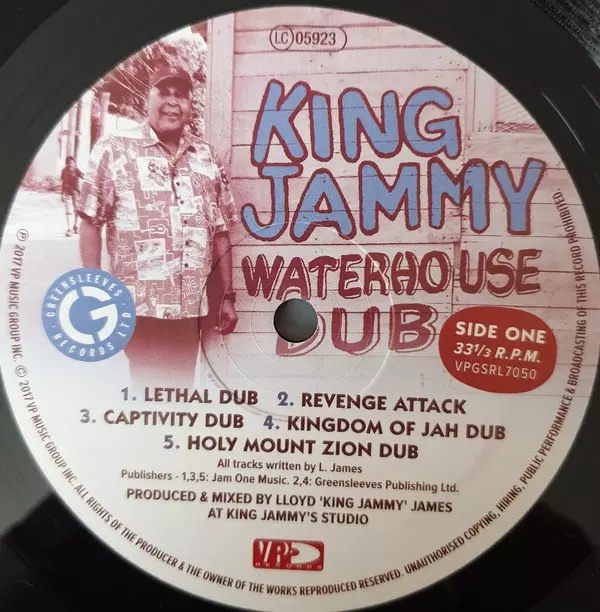 LC 05923
KING
JAMMY
WATERHOUSE
DUB
GREENSLEEVES
RECORDS LTD
G
SIDE ONE
33⅓ R.P.M.
VPGSRL7050
1. LETHAL DUB 2. REVENGE ATTACK
3. CAPTIVITY DUB 4. KINGDOM OF JAH DUB
5. HOLY MOUNT ZION DUB
All tracks written by L. James
Publishers - 1,3,5: Jam One Music. 2,4: Greensleeves Publishing Ltd.
PRODUCED & MIXED BY LLOYD 'KING JAMMY' JAMES
AT KING JAMMY'S STUDIO
VP
RECORDS
℗ 2017 VP MUSIC GROUP INC. © 2017 VP MUSIC GROUP INC. ALL RIGHTS OF THE PRODUCER & THE OWNER OF THE WORKS REPRODUCED RESERVED. UNAUTHORISED COPYING, HIRING, PUBLIC PERFORMANCE & BROADCASTING OF THIS RECORD PROHIBITED.